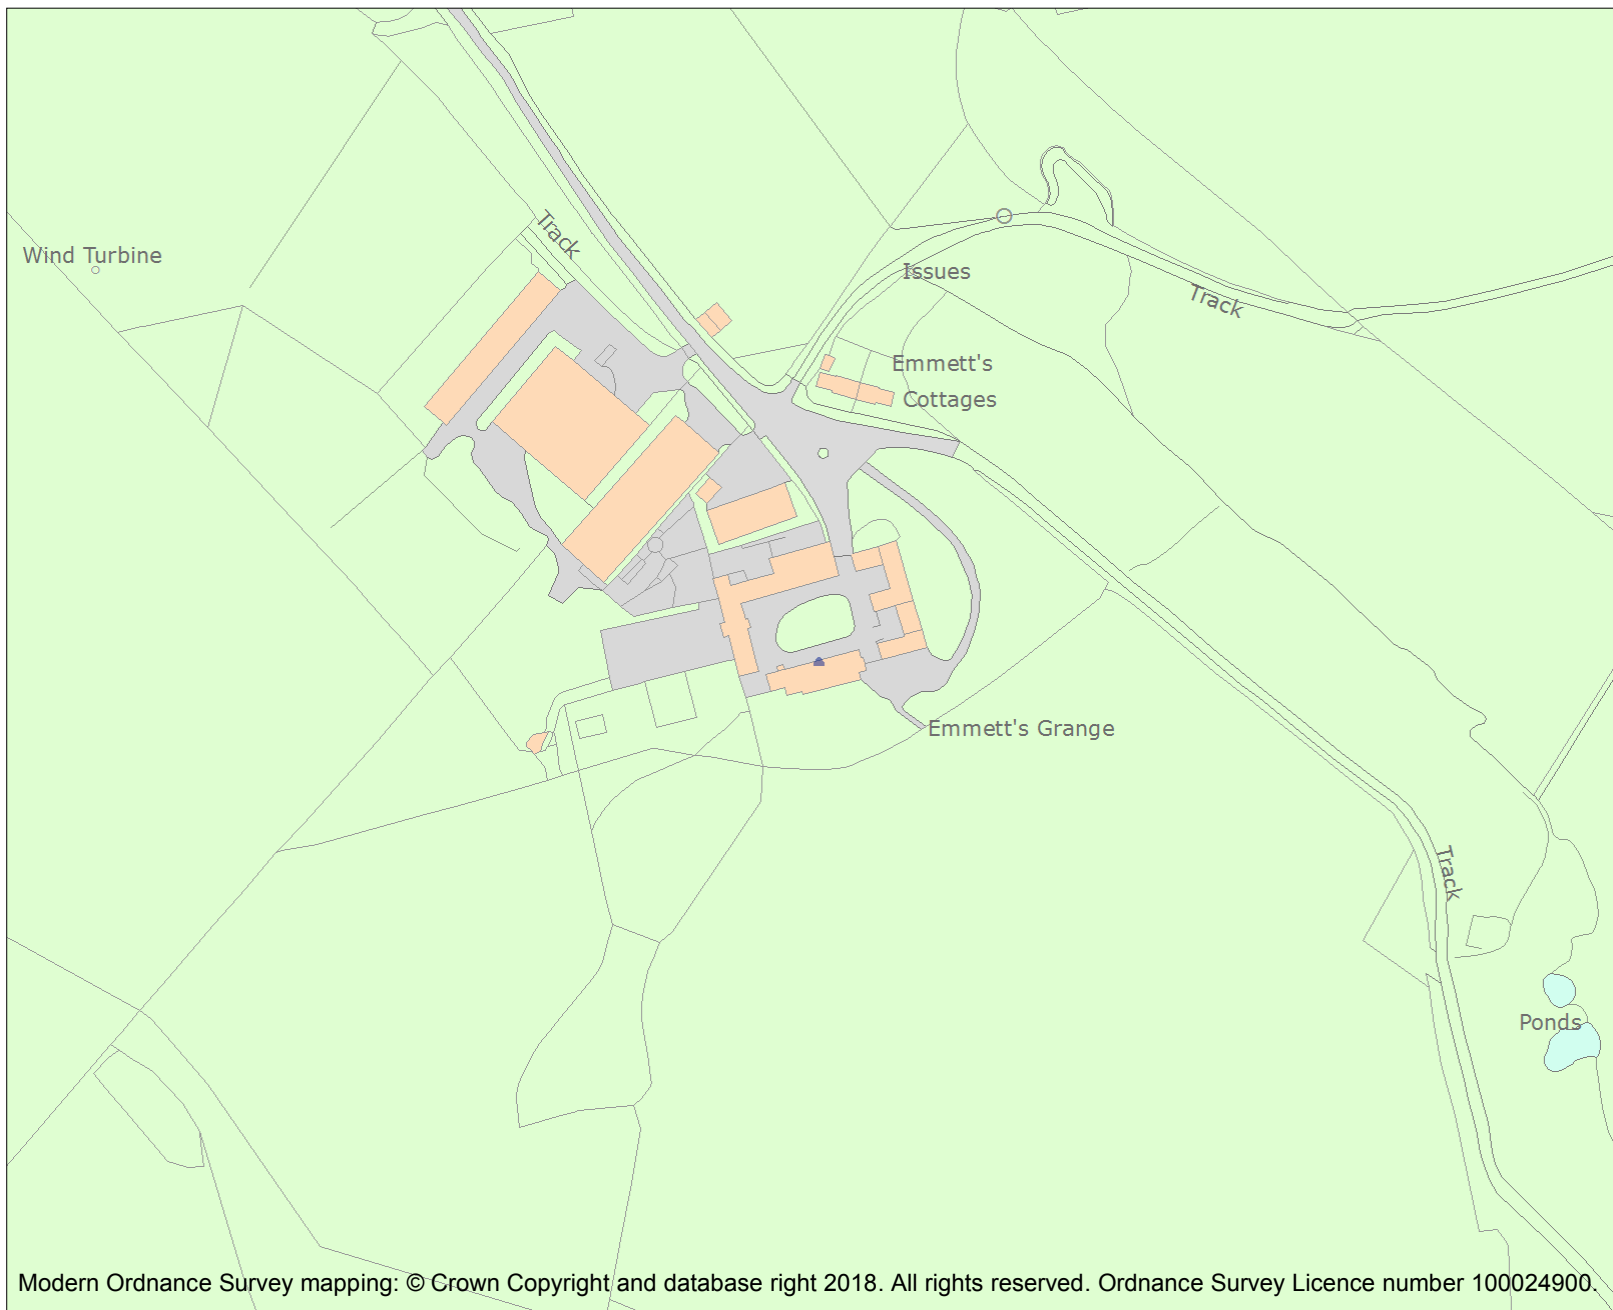 Track
Wind Turbine
Issues
Track
Emmett's
Cottages
Emmett's Grange
Track
Ponds
Modern Ordnance Survey mapping: © Crown Copyright and database right 2018. All rights reserved. Ordnance Survey Licence number 100024900.